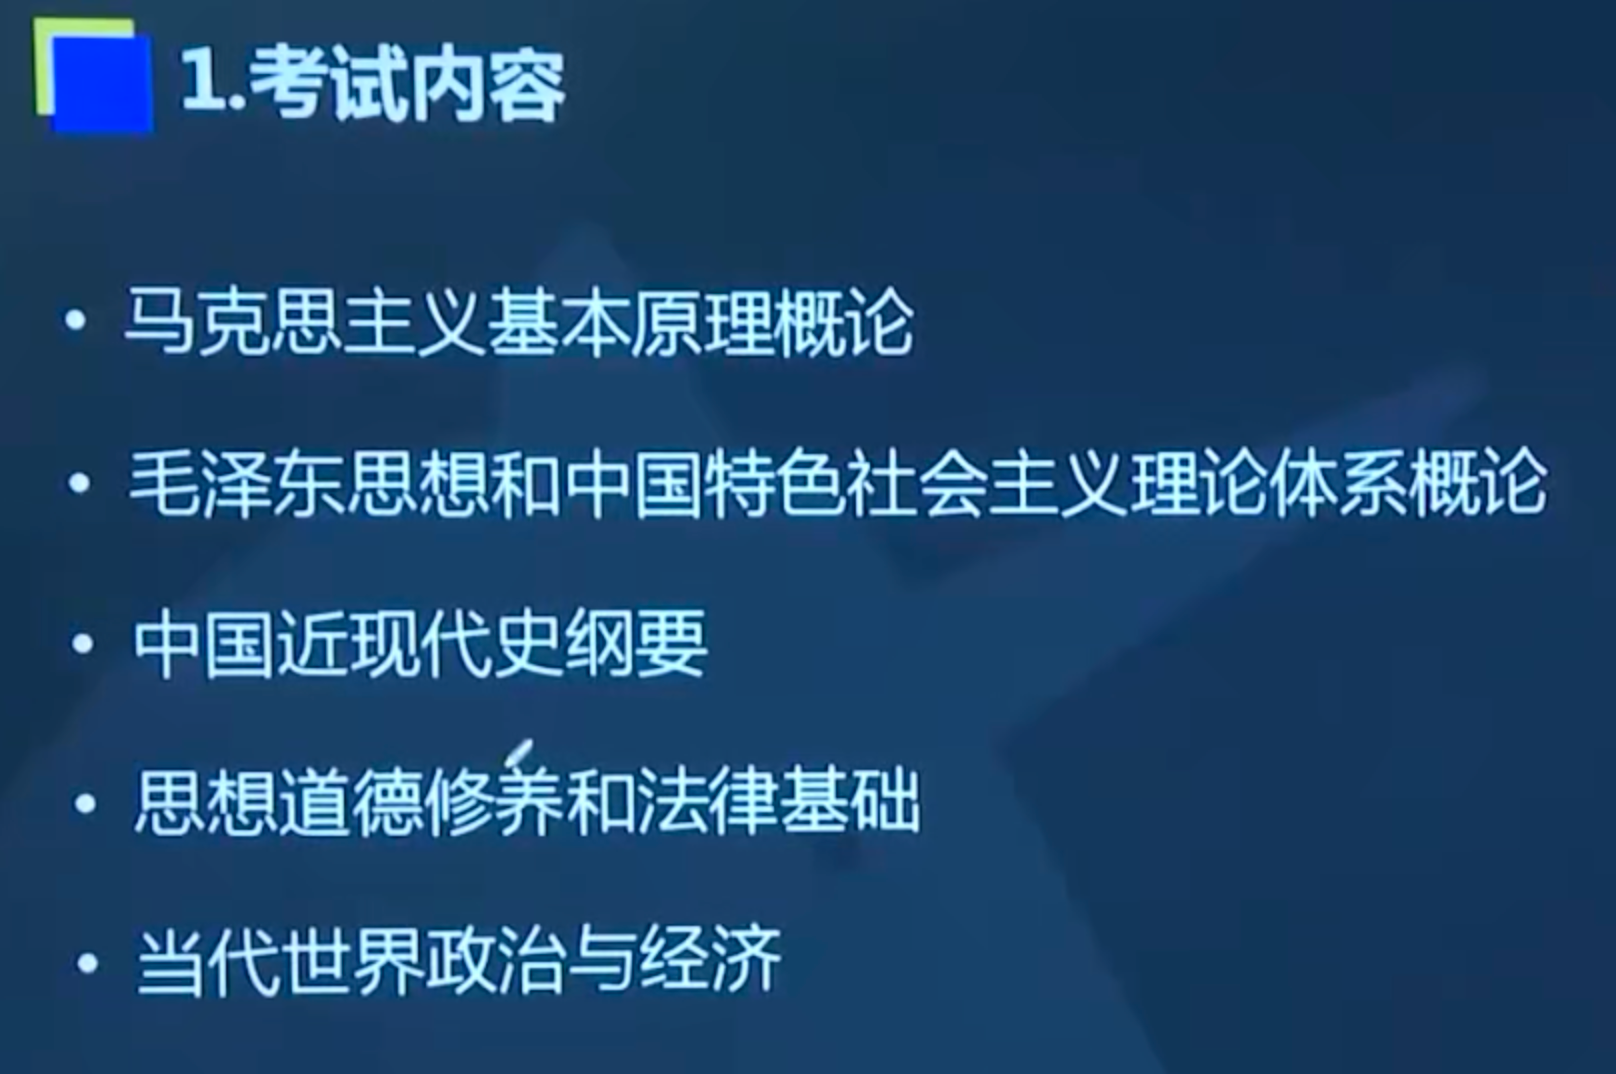 1.考试内容
• 马克思主义基本原理概论
• 毛泽东思想和中国特色社会主义理论体系概论
• 中国近现代史纲要
• 思想道德修养和法律基础
• 当代世界政治与经济